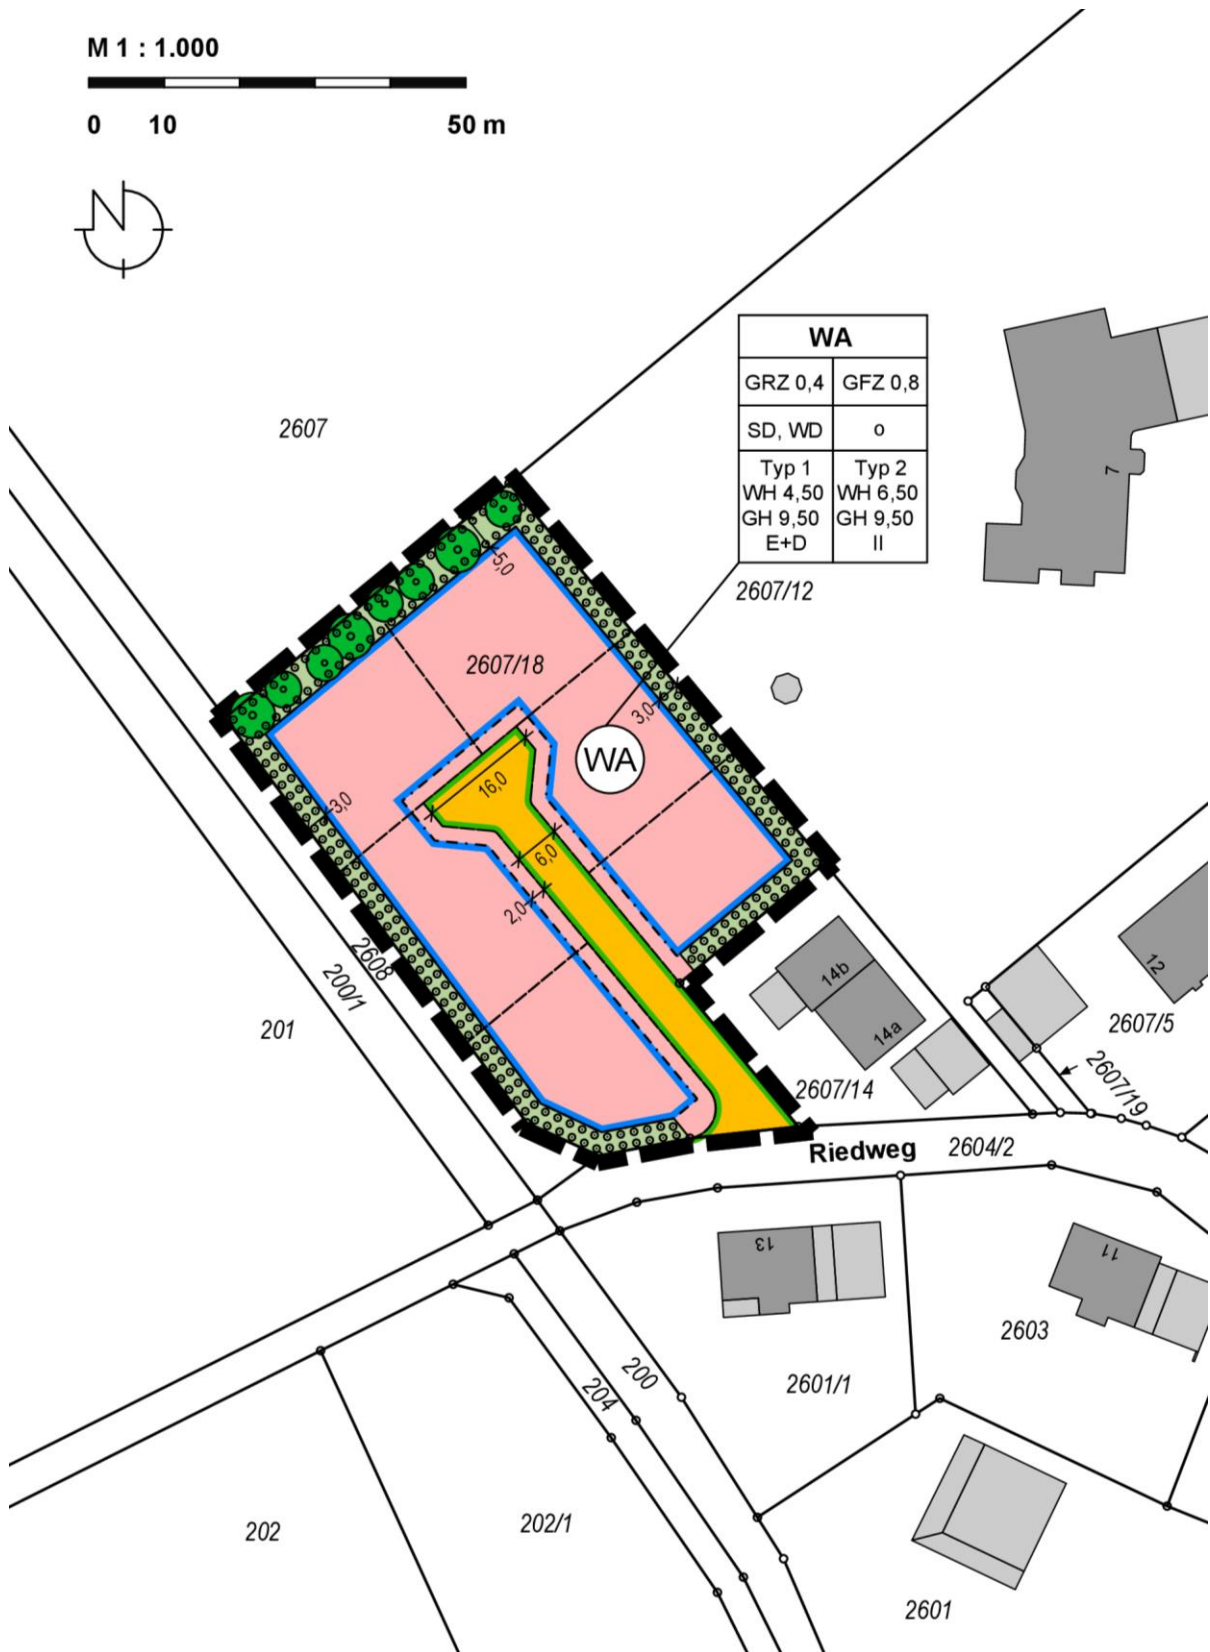 M 1 : 1.000
0 10 50 m
N
WA
GRZ 0,4 GFZ 0,8
SD, WD o
Typ 1 Typ 2
WH 4,50 WH 6,50
GH 9,50 GH 9,50
E+D II
2607
7
2607/12
5,0
2607/18
3,0
WA
16,0
3,0
6,0
2,0
2608
200/1
201
14b
14a
12
2607/5
2607/19
2607/14
Riedweg
2604/2
13
11
2603
200
204
2601/1
202
202/1
2601